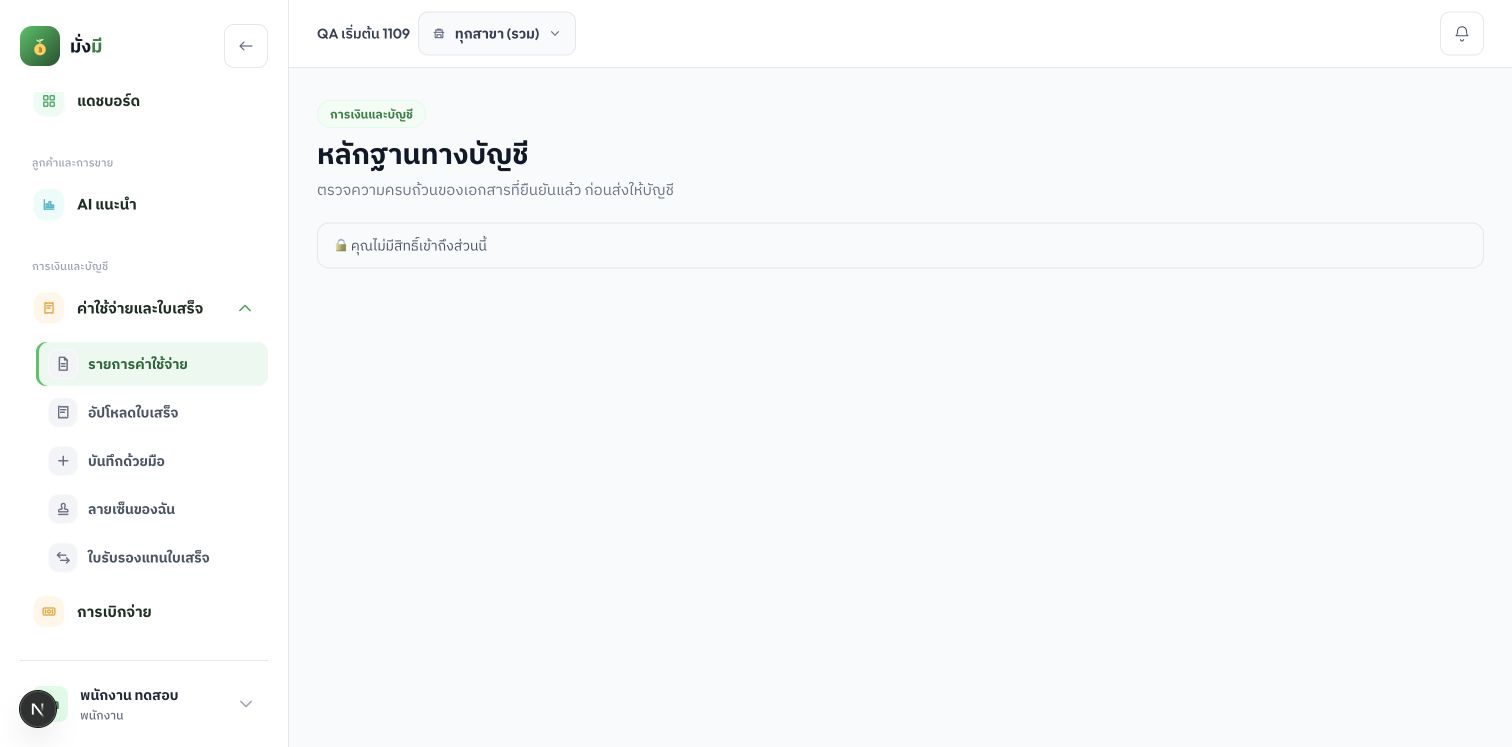 มั่งมี
แดชบอร์ด
ลูกค้าและการขาย
AI แนะนำ
การเงินและบัญชี
ค่าใช้จ่ายและใบเสร็จ
รายการค่าใช้จ่าย
อัปโหลดใบเสร็จ
บันทึกด้วยมือ
ลายเซ็นของฉัน
ใบรับรองแทนใบเสร็จ
การเบิกจ่าย
พนักงาน ทดสอบ
พนักงาน
N
QA เริ่มต้น 1109
ทุกสาขา (รวม)
การเงินและบัญชี
หลักฐานทางบัญชี
ตรวจความครบถ้วนของเอกสารที่ยืนยันแล้ว ก่อนส่งให้บัญชี
คุณไม่มีสิทธิ์เข้าถึงส่วนนี้